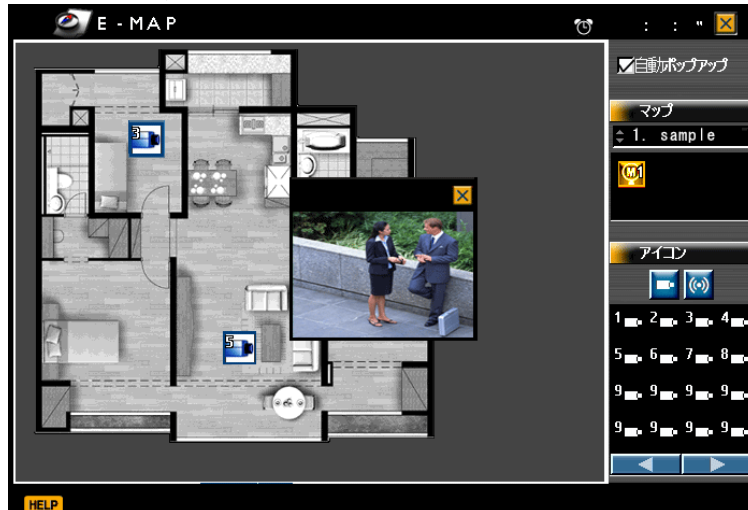 E - MAP
: : "
自動ポップアップ
マップ
1. sample
M1
3
5
アイコン
1 2 3 4
5 6 7 8
9 9 9 9
9 9 9 9
HELP